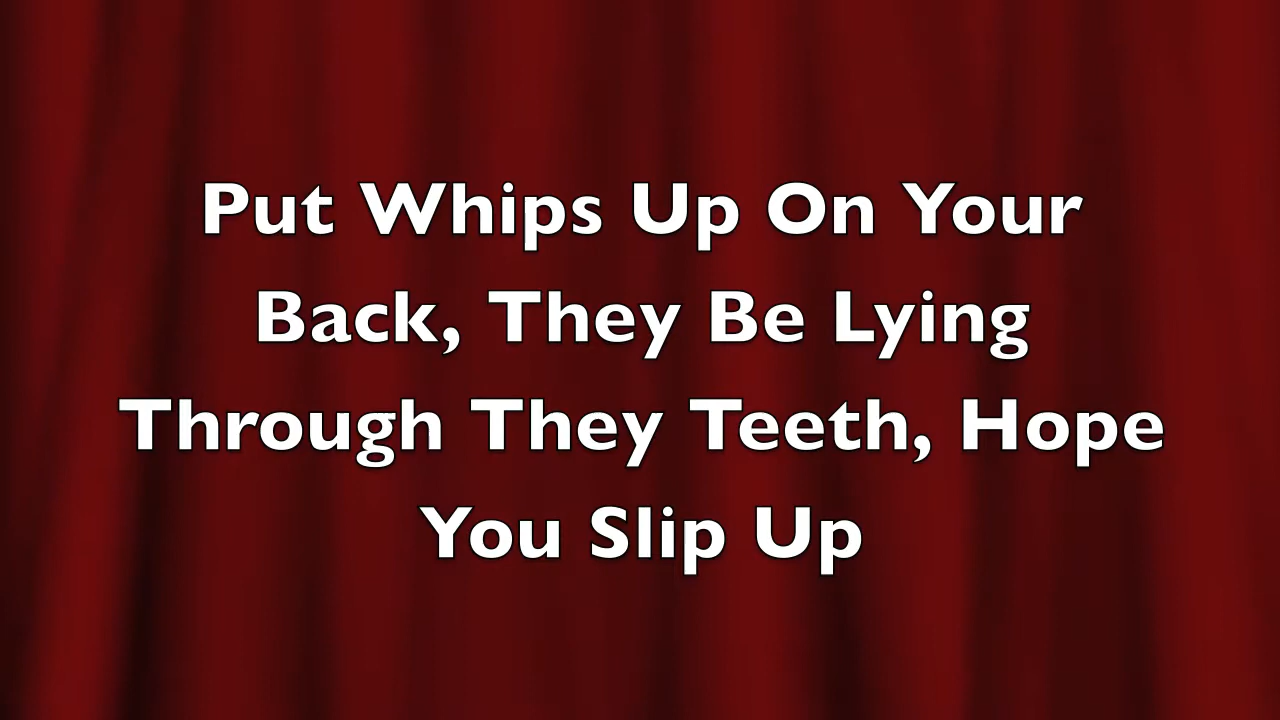 Put Whips Up On Your
Back, They Be Lying
Through They Teeth, Hope
You Slip Up